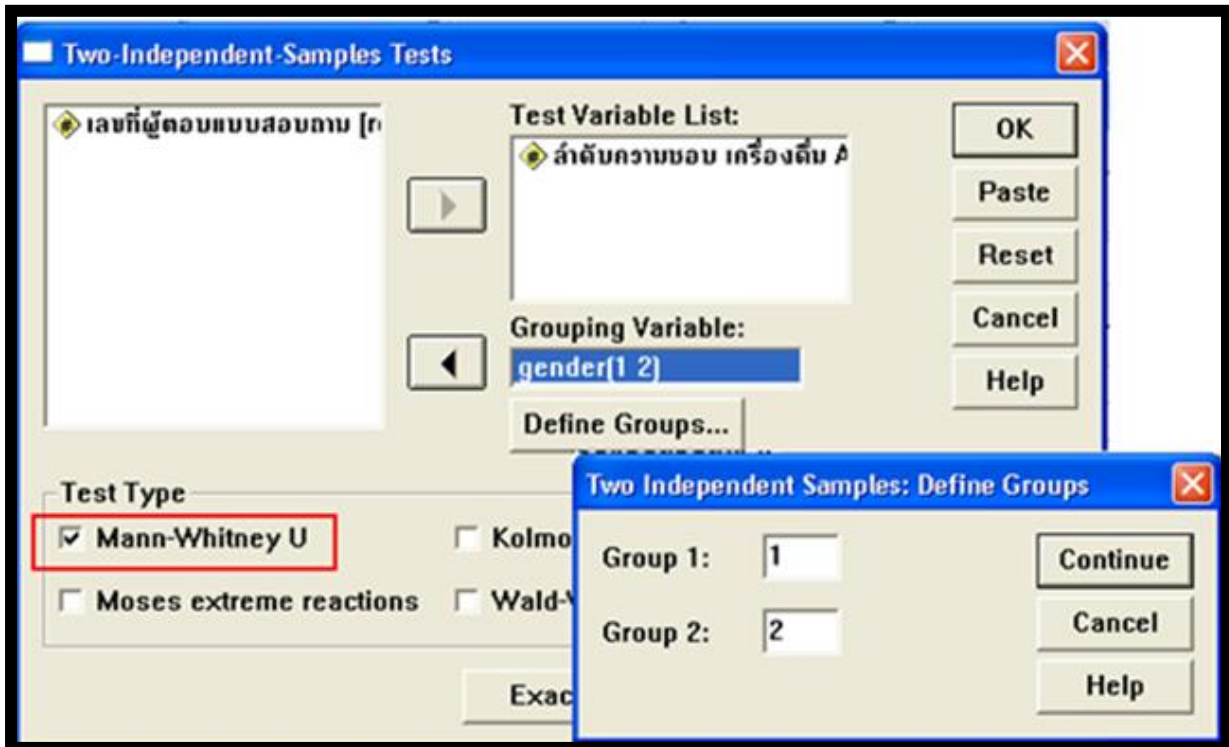 Two-Independent-Samples Tests
เลขที่ผู้ตอบแบบสอบถาม [r
Test Variable List:
ลำดับความชอบ เครื่องดื่ม A
OK
Paste
Reset
Cancel
Help
Grouping Variable:
gender(1 2)
Define Groups...
Test Type
Mann-Whitney U
Kolmo
Moses extreme reactions
Wald-
Exac
Two Independent Samples: Define Groups
Group 1: 1
Group 2: 2
Continue
Cancel
Help